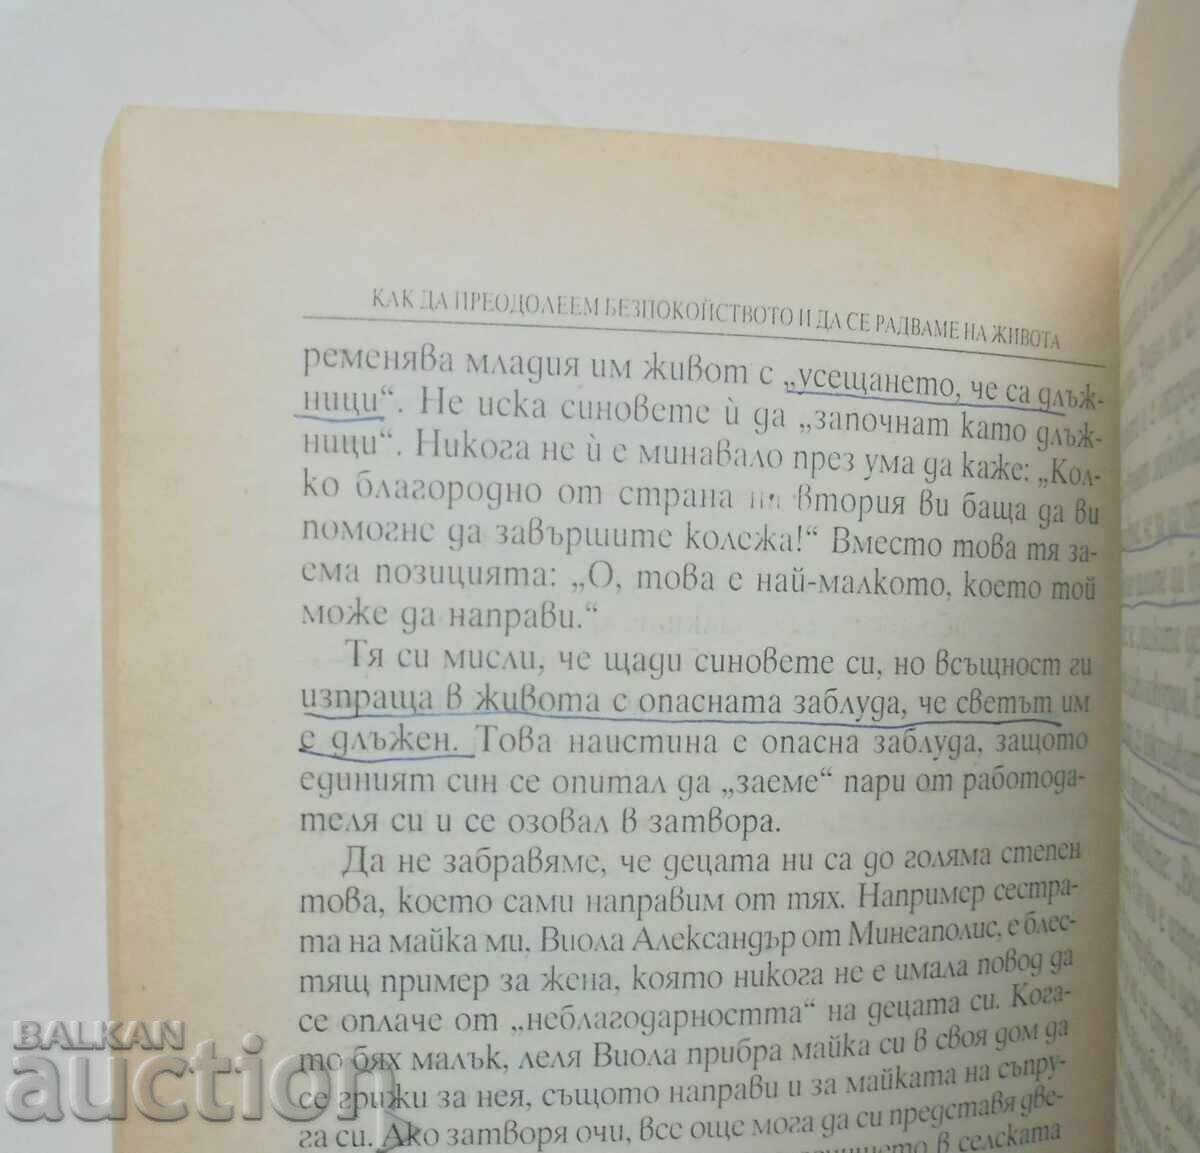 КАК ДА ПРЕОДОЛЕЕМ БЕЗПОКОЙСТВОТО И ДА СЕ РАДВАМЕ НА ЖИВОТА
ременява младия им живот с „усещането, че са длъж-
ници“. Не иска синовете ѝ да „започнат като длъж-
ници“. Никога не ѝ е минавало през ума да каже: „Кол-
ко благородно от страна на втория ви баща да ви
помогне да завършите колежа!“ Вместо това тя за-
ема позицията: „О, това е най-малкото, което той
може да направи.“
Тя си мисли, че щади синовете си, но всъщност ги
изпраща в живота с опасната заблуда, че светът им
е длъжен. Това наистина е опасна заблуда, защото
единият син се опитал да „заеме“ пари от работода-
теля си и се озовал в затвора.
Да не забравяме, че децата ни са до голяма степен
това, което сами направим от тях. Например сестра-
та на майка ми, Виола Александър от Минеаполис, е блес-
тящ пример за жена, която никога не е имала повод да
се оплаче от „неблагодарността“ на децата си. Кога-
то бях малък, леля Виола прибра майка си в своя дом да
се грижи за нея, същото направи и за майката на съпру-
га си. Ако затворя очи, все още мога да си представя две-
в селската
BALKAN
auction